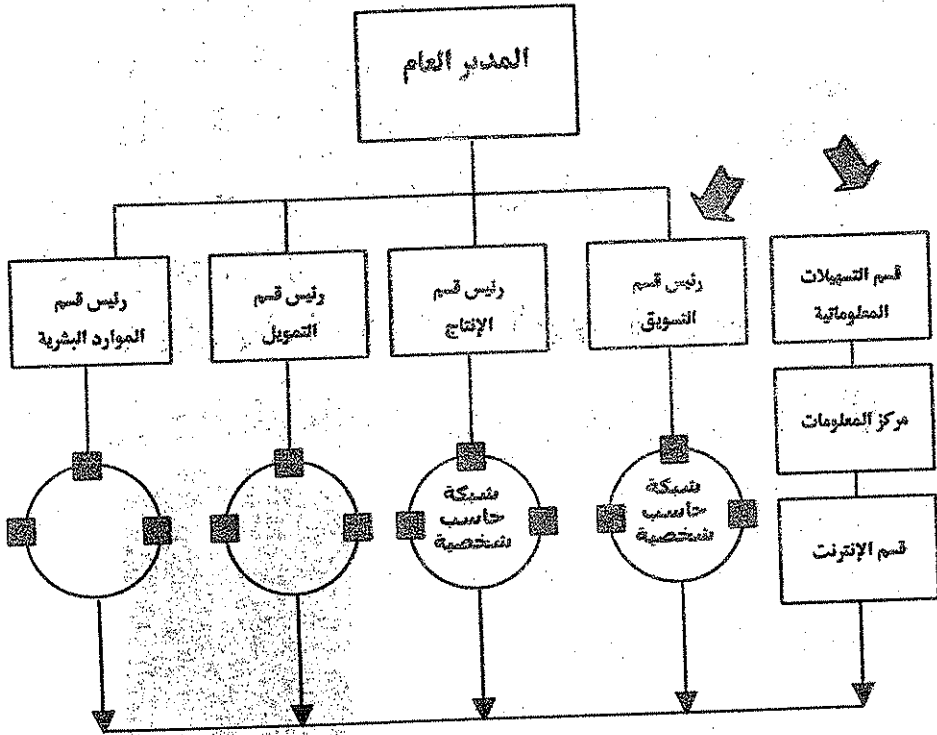 المدير العام
قسم التسهيلات
المعلوماتية
رئيس قسم
التسويق
رئيس قسم
الإنتاج
رئيس قسم
التمويل
رئيس قسم
الموارد البشرية
مركز المعلومات
شبكة
حاسب
شخصية
شبكة
حاسب
شخصية
قسم الإنترنت